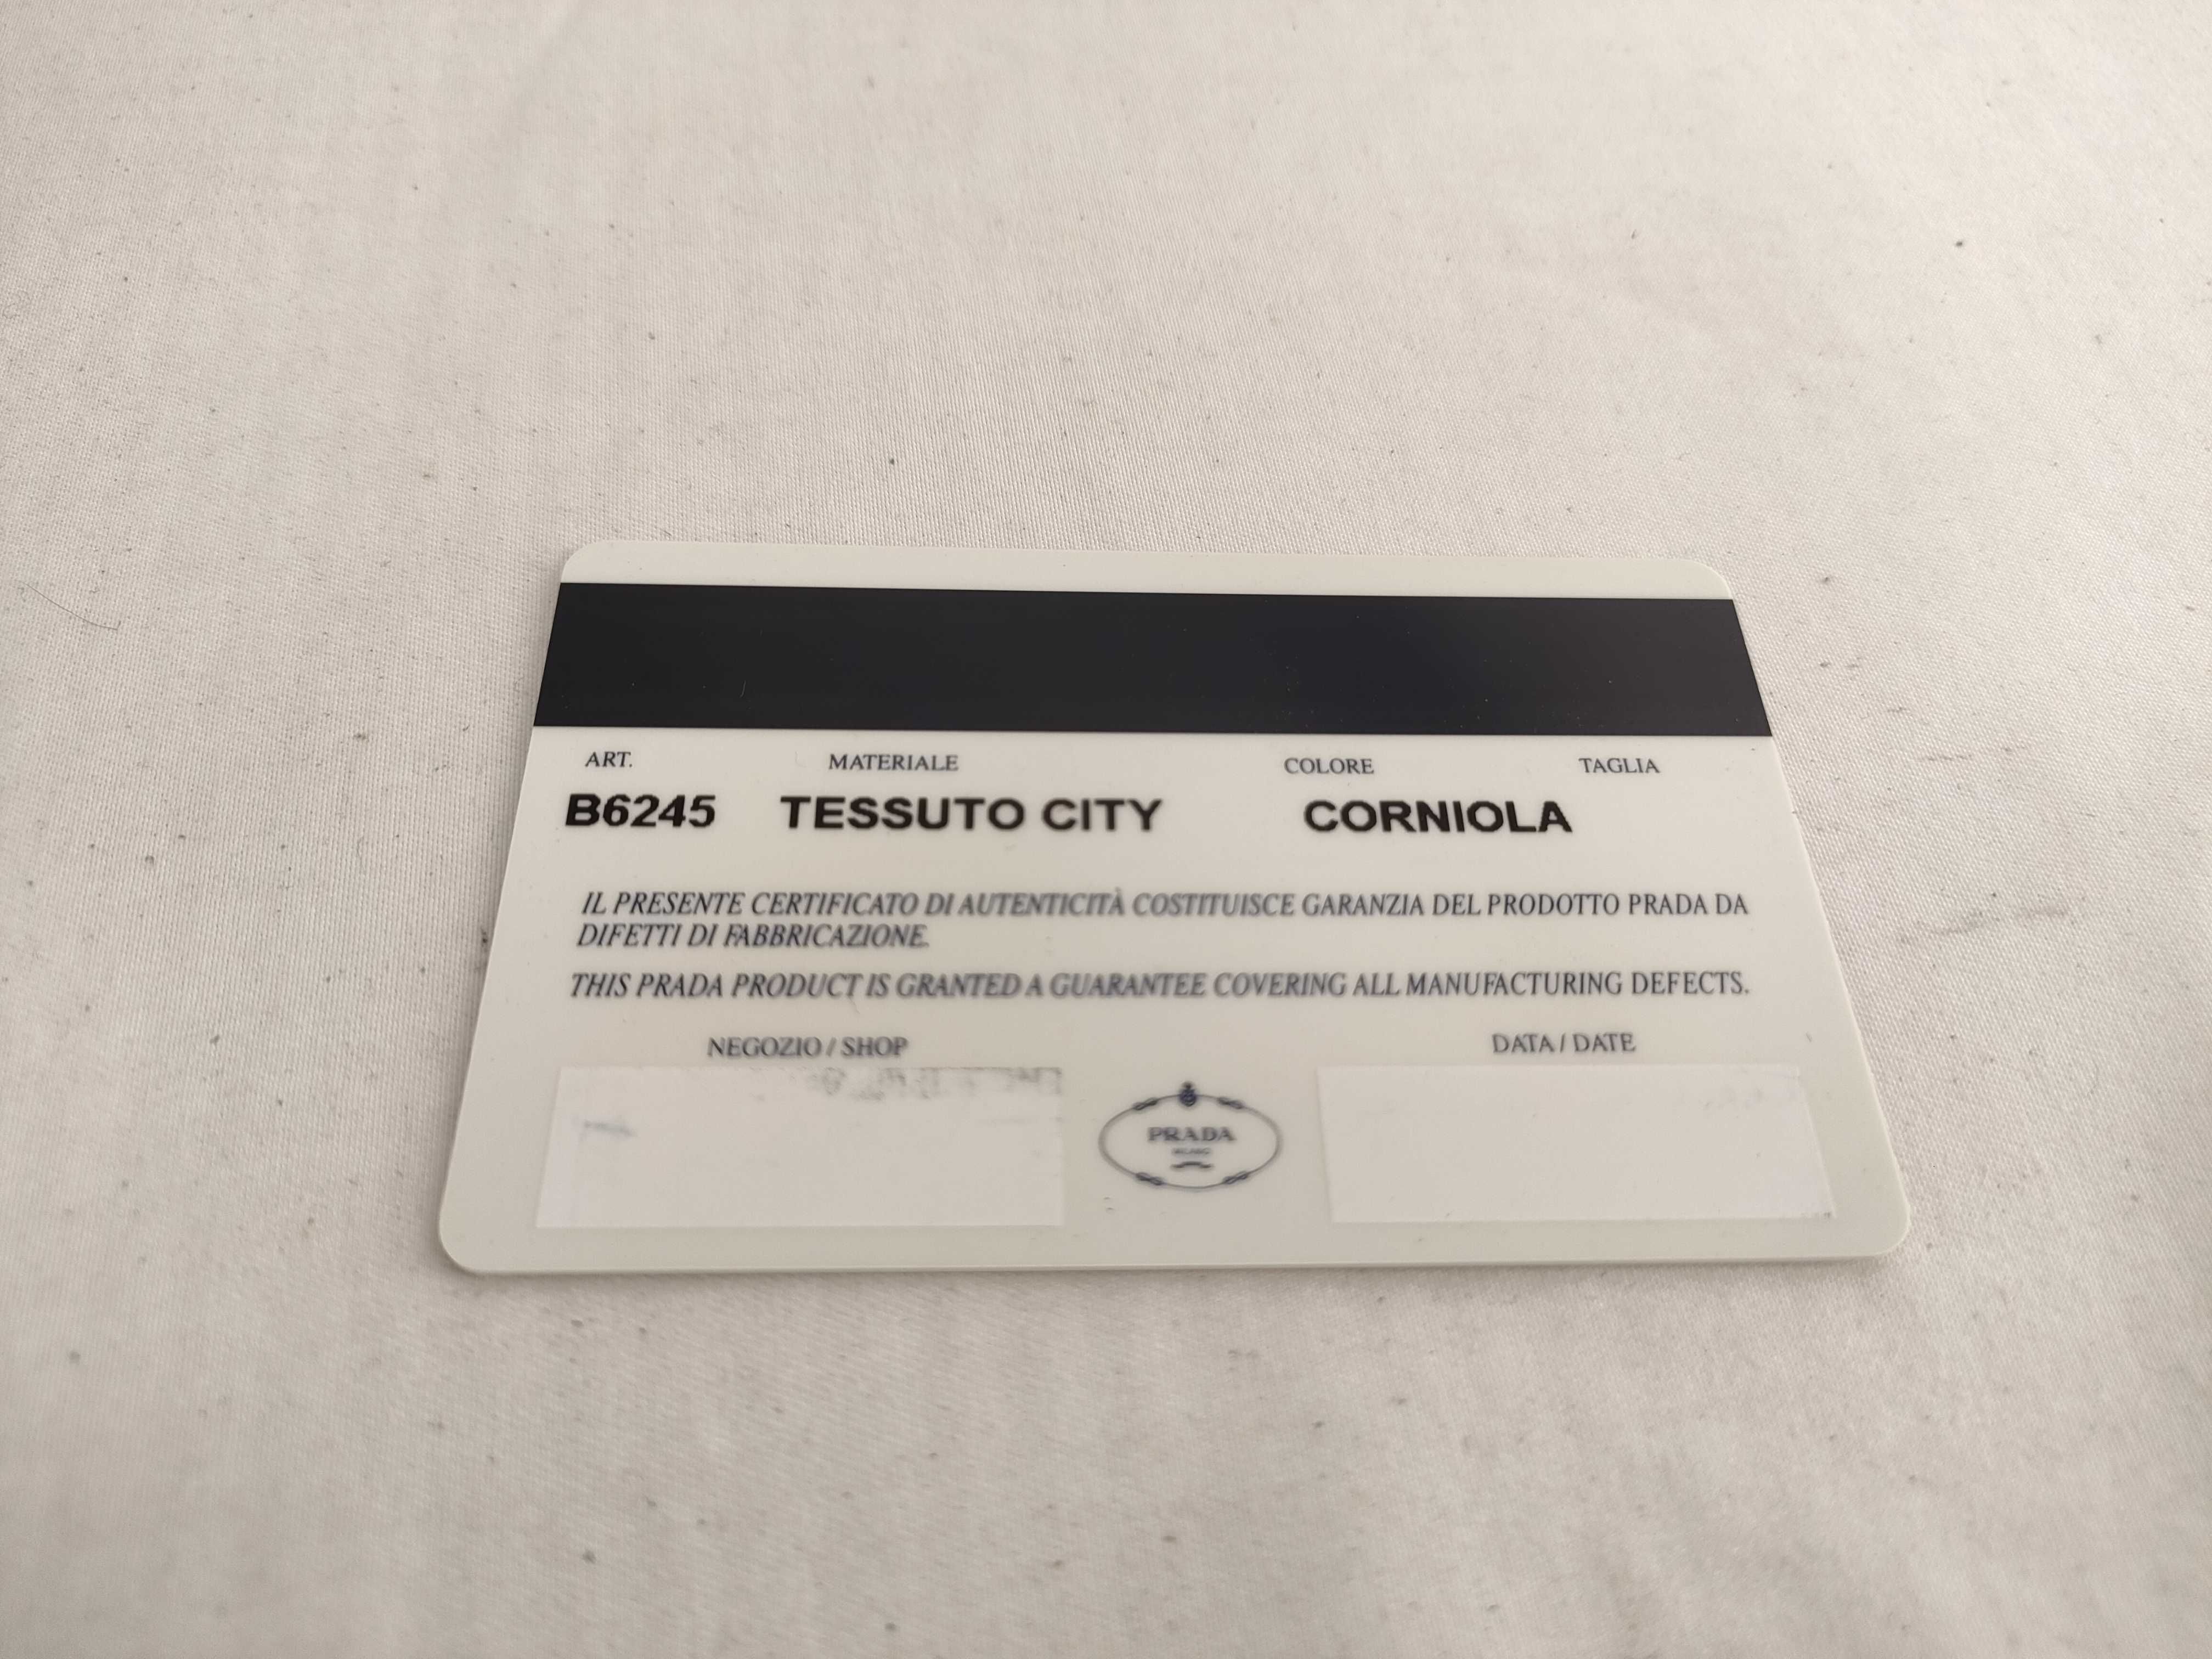 ART. MATERIALE COLORE TAGLIA
B6245 TESSUTO CITY CORNIOLA
IL PRESENTE CERTIFICATO DI AUTENTICITÀ COSTITUISCE GARANZIA DEL PRODOTTO PRADA DA
DIFETTI DI FABBRICAZIONE.
THIS PRADA PRODUCT IS GRANTED A GUARANTEE COVERING ALL MANUFACTURING DEFECTS.
NEGOZIO / SHOP DATA / DATE
PRADA
MILANO